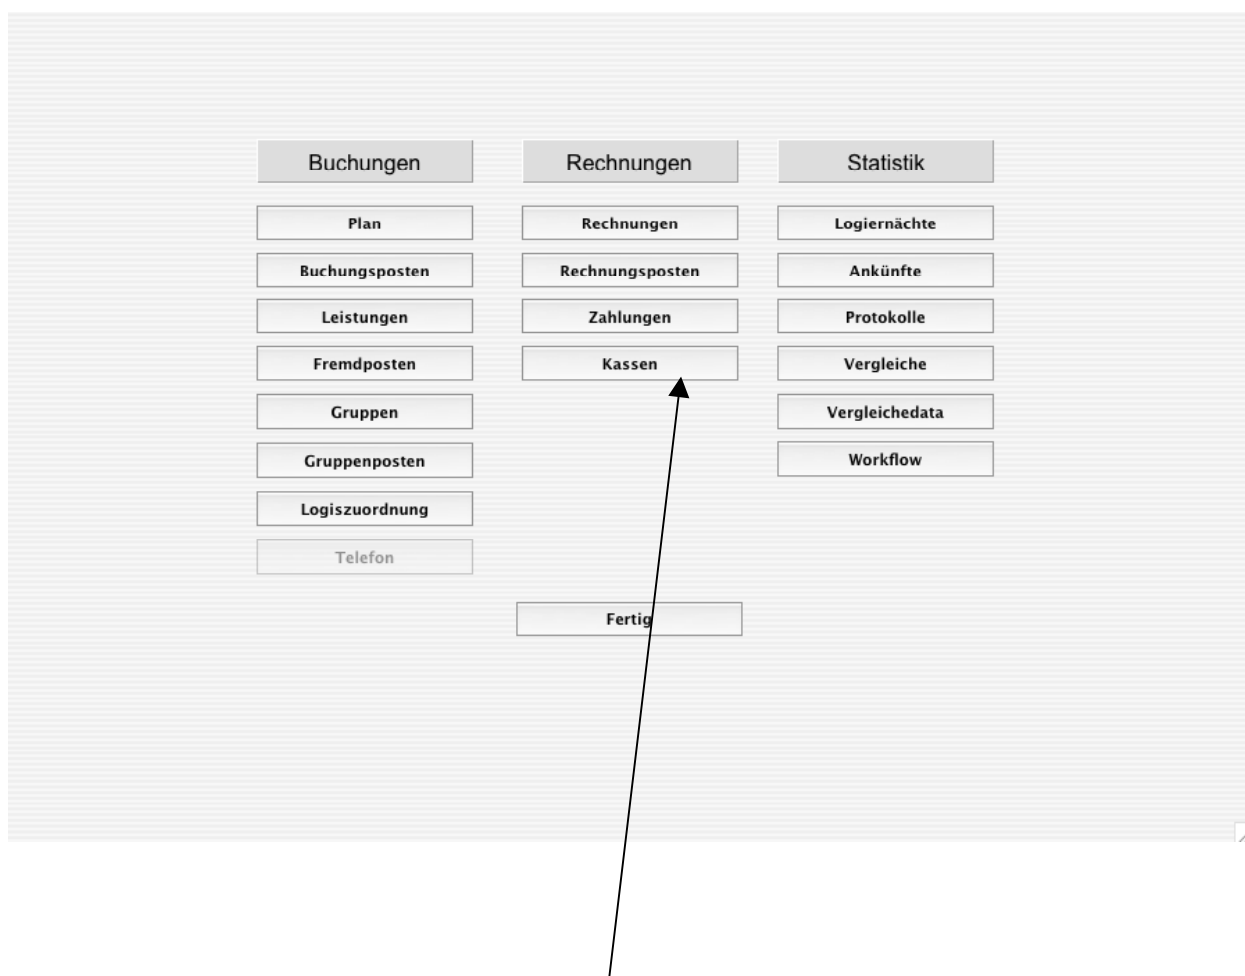 Buchungen
Plan
Buchungsposten
Leistungen
Fremdposten
Gruppen
Gruppenposten
Logiszuordnung
Telefon
Rechnungen
Rechnungen
Rechnungsposten
Zahlungen
Kassen
Statistik
Logiernächte
Ankünfte
Protokolle
Vergleiche
Vergleichedata
Workflow
Fertig